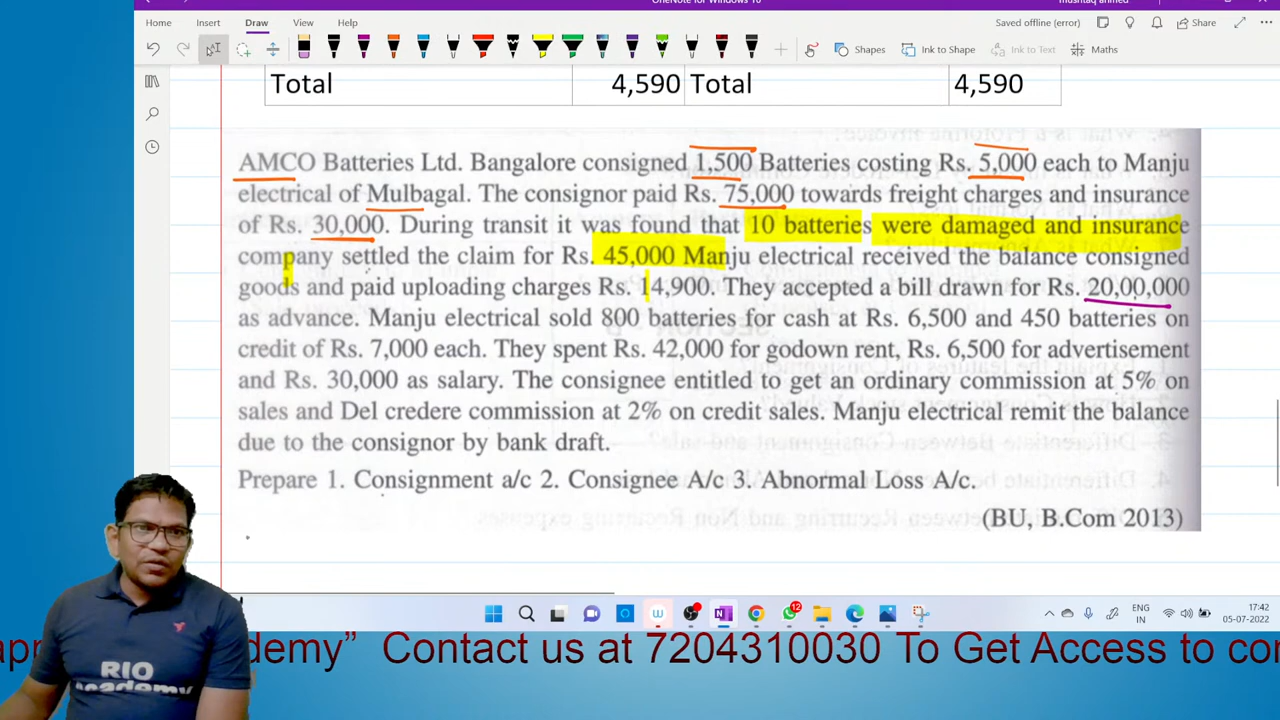 OneNote for Windows 10
mushtaq ahmed
Home Insert Draw View Help
Saved offline (error) Share
Shapes Ink to Shape Ink to Text Maths
Total 4,590 Total 4,590
AMCO Batteries Ltd. Bangalore consigned 1,500 Batteries costing Rs. 5,000 each to Manju
electrical of Mulbagal. The consignor paid Rs. 75,000 towards freight charges and insurance
of Rs. 30,000. During transit it was found that 10 batteries were damaged and insurance
company settled the claim for Rs. 45,000 Manju electrical received the balance consigned
goods and paid uploading charges Rs. 14,900. They accepted a bill drawn for Rs. 20,00,000
as advance. Manju electrical sold 800 batteries for cash at Rs. 6,500 and 450 batteries on
credit of Rs. 7,000 each. They spent Rs. 42,000 for godown rent, Rs. 6,500 for advertisement
and Rs. 30,000 as salary. The consignee entitled to get an ordinary commission at 5% on
sales and Del credere commission at 2% on credit sales. Manju electrical remit the balance
due to the consignor by bank draft.
Prepare 1. Consignment a/c 2. Consignee A/c 3. Abnormal Loss A/c.
(BU, B.Com 2013)
RIO
Academy
12
ENG
IN
17:42
05-07-2022
demy” Contact us at 7204310030 To Get Access to co